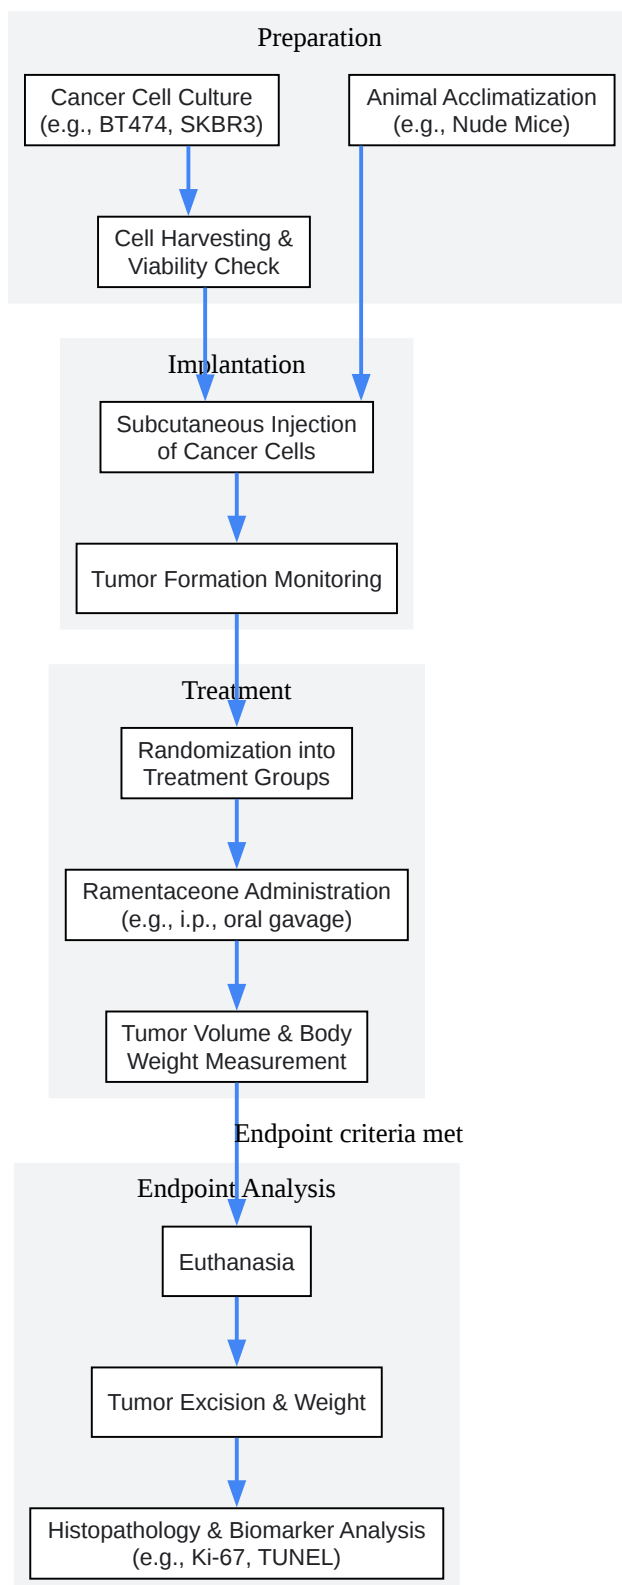 Preparation
Cancer Cell Culture
(e.g., BT474, SKBR3)
Animal Acclimatization
(e.g., Nude Mice)
Cell Harvesting &
Viability Check
Implantation
Subcutaneous Injection
of Cancer Cells
Tumor Formation Monitoring
Treatment
Randomization into
Treatment Groups
Ramentaceone Administration
(e.g., i.p., oral gavage)
Tumor Volume & Body
Weight Measurement
Endpoint criteria met
Endpoint Analysis
Euthanasia
Tumor Excision & Weight
Histopathology & Biomarker Analysis
(e.g., Ki-67, TUNEL)